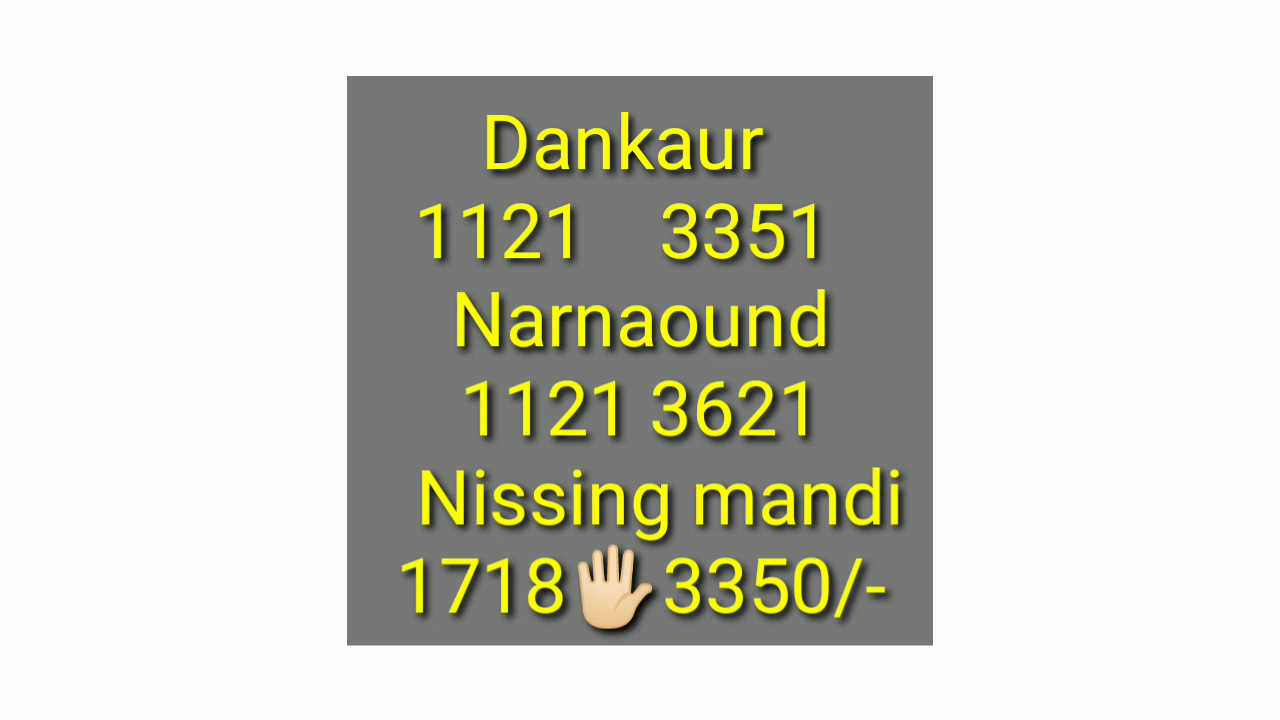 Dankaur
1121 3351
Narnaound
1121 3621
Nissing mandi
1718🖐🏻3350/-